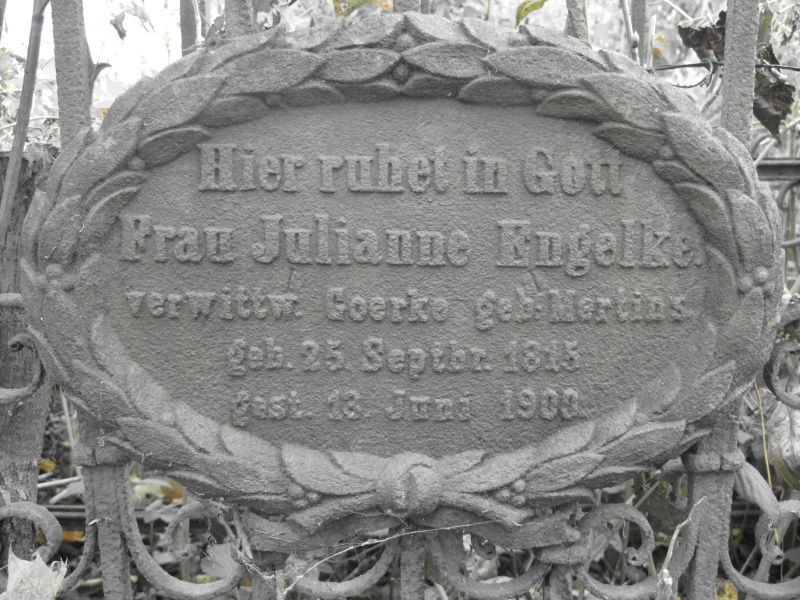 Hier ruhet in Gott
Frau Julianne Engelke.
verwittw. Goerke geb. Mertins.
geb. 25. Septbr. 1815
gest. 13. Juni 1900.